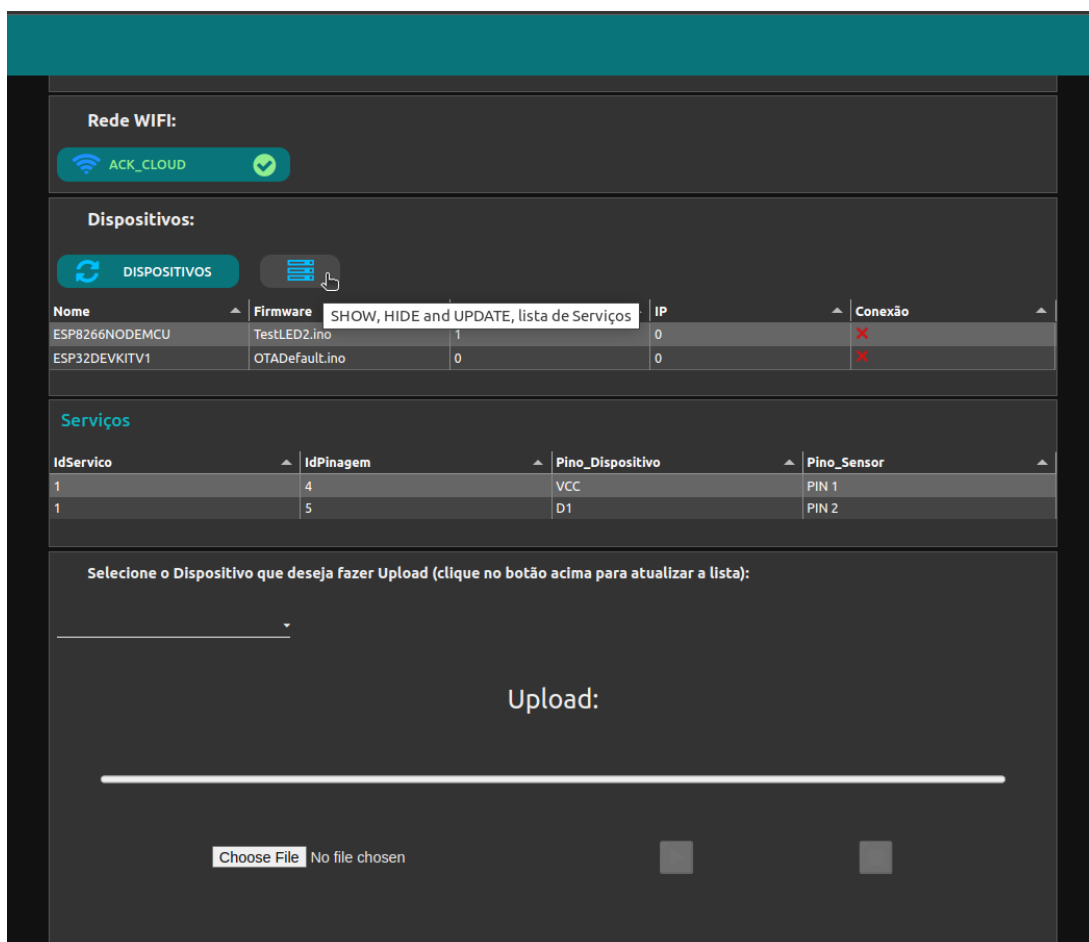 Rede WIFI:
ACK_CLOUD
Dispositivos:
DISPOSITIVOS
SHOW, HIDE and UPDATE, lista de Serviços
Nome Firmware IP Conexão
ESP8266NODEMCU TestLED2.ino 1 0
ESP32DEVKITV1 OTADefault.ino 0 0
Serviços
IdServico IdPinagem Pino_Dispositivo Pino_Sensor
1 4 VCC PIN 1
1 5 D1 PIN 2
Selecione o Dispositivo que deseja fazer Upload (clique no botão acima para atualizar a lista):
Upload:
Choose File No file chosen